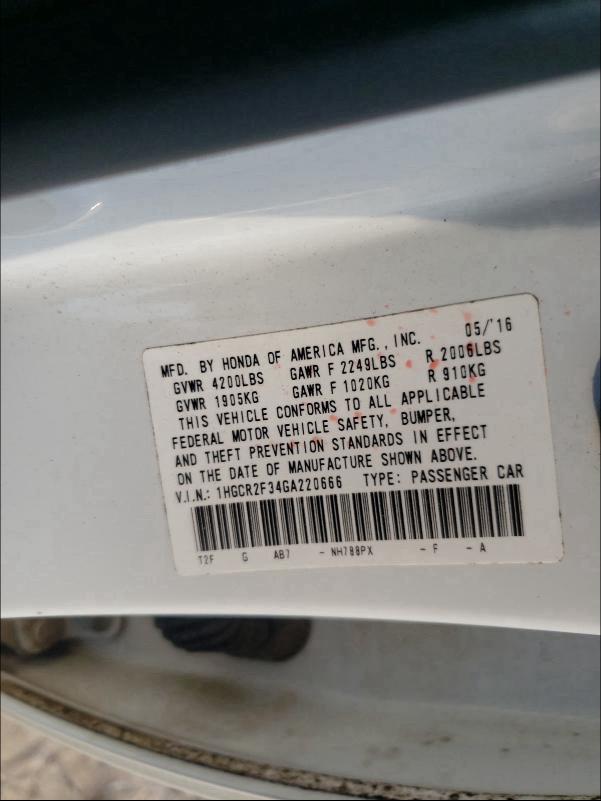 MFD. BY HONDA OF AMERICA MFG., INC. 05/'16
GVWR 4200LBS GAWR F 2249LBS R 2006LBS
GVWR 1905KG GAWR F 1020KG R 910KG
THIS VEHICLE CONFORMS TO ALL APPLICABLE
FEDERAL MOTOR VEHICLE SAFETY, BUMPER,
AND THEFT PREVENTION STANDARDS IN EFFECT
ON THE DATE OF MANUFACTURE SHOWN ABOVE.
V.I.N.: 1HGCR2F34GA220666 TYPE: PASSENGER CAR
T2F G AB7 - NH788PX - F - A